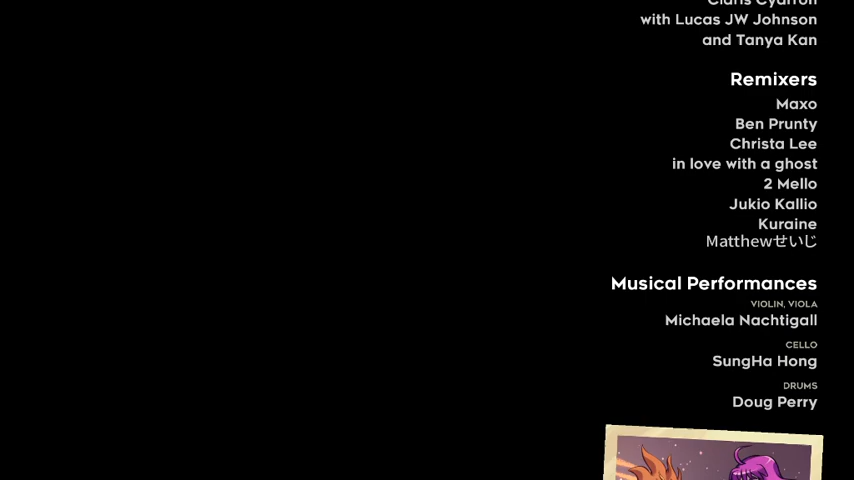 with Lucas JW Johnson
and Tanya Kan
Remixers
Maxo
Ben Prunty
Christa Lee
in love with a ghost
2 Mello
Jukio Kallio
Kuraine
Matthewせいじ
Musical Performances
VIOLIN, VIOLA
Michaela Nachtigall
CELLO
SungHa Hong
DRUMS
Doug Perry